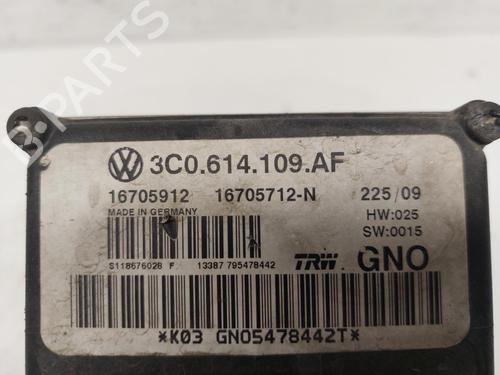 B-PARTS
3C0.614.109.AF
16705912 16705712-N 225/09
MADE IN GERMANY HW:025
SW:0015
S118676028 F 13387 795478442 TRW GNO
*K03 GNO5478442T*